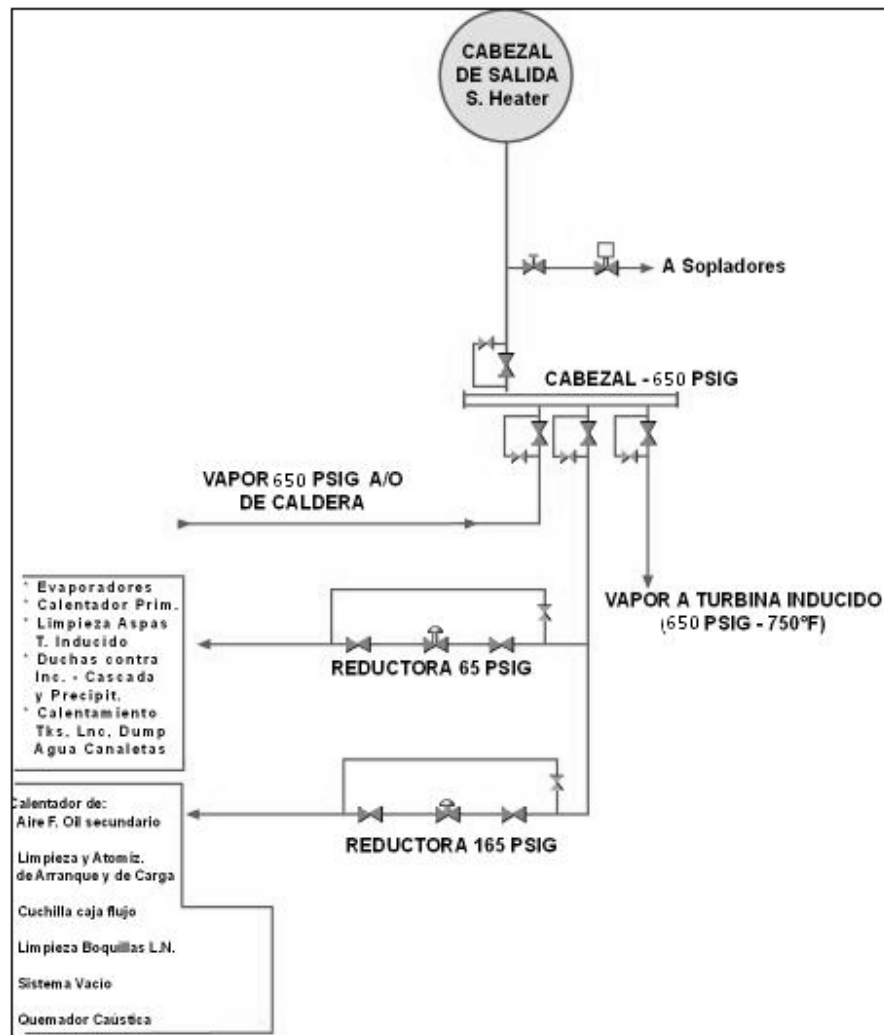 CABEZAL
DE SALIDA
S. Heater
A Sopladores
CABEZAL - 650 PSIG
VAPOR 650 PSIG A/O
DE CALDERA
VAPOR A TURBINA INDUCIDO
(650 PSIG - 750°F)
* Evaporadores
* Calentador Prim.
* Limpieza Aspas
T. Inducido
* Duchas contra
Inc. - Cascada
y Precipit.
* Calentamiento
Tks. Lnc, Dump
Agua Canaletas
REDUCTORA 65 PSIG
Calentador de:
Aire F. Oil secundario
Limpieza y Atomiz.
de Arranque y de Carga
Cuchilla caja flujo
Limpieza Boquillas L.N.
Sistema Vacio
Quemador Caústica
REDUCTORA 165 PSIG